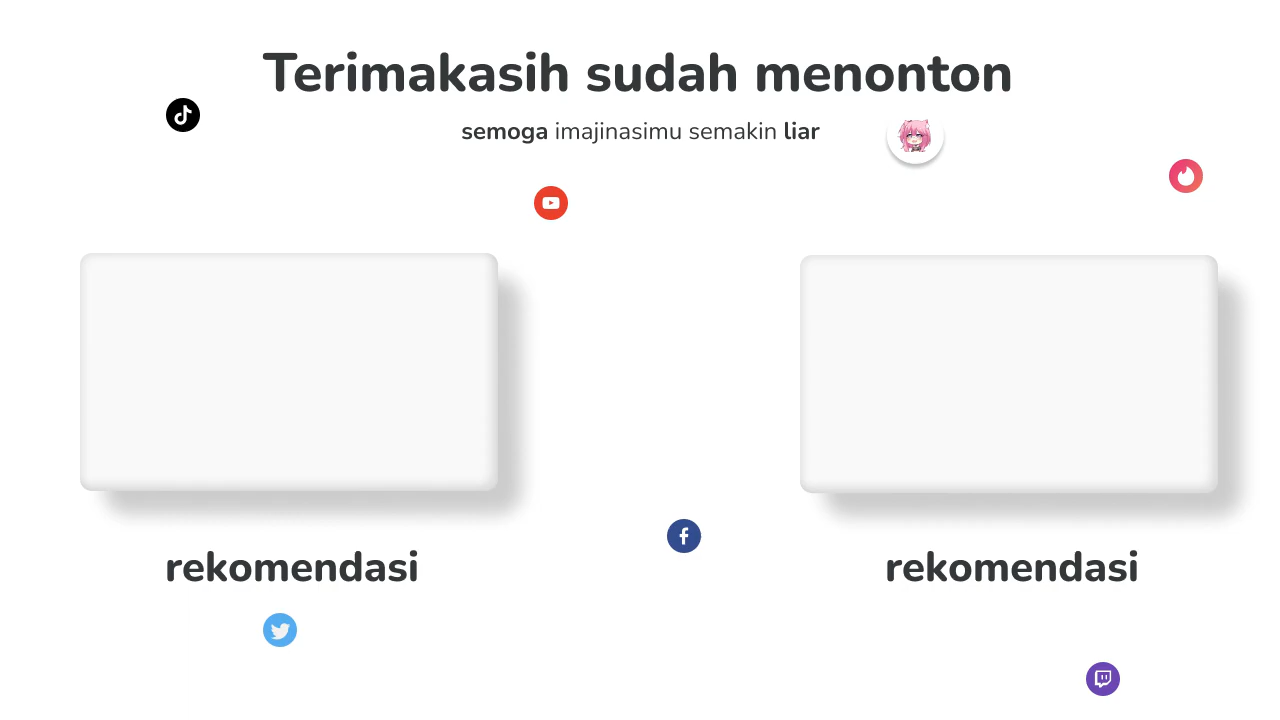 Terimakasih sudah menonton
semoga imajinasimu semakin liar
rekomendasi
rekomendasi